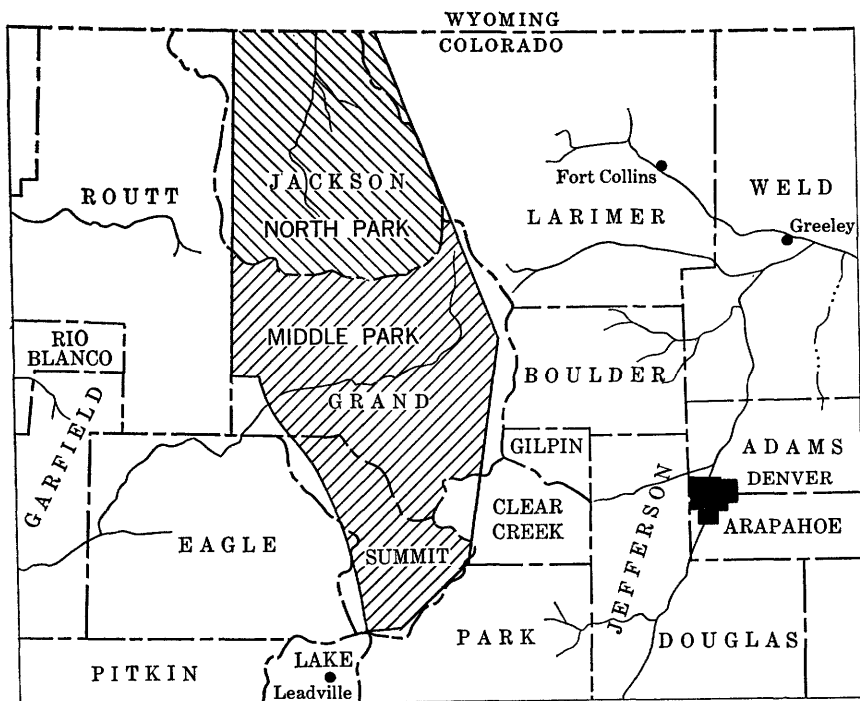 WYOMING
COLORADO
ROUTT
JACKSON
NORTH PARK
Fort Collins
LARIMER
WELD
Greeley
RIO
BLANCO
MIDDLE PARK
GRAND
BOULDER
GARFIELD
GILPIN
ADAMS
DENVER
CLEAR
CREEK
JEFFERSON
ARAPAHOE
EAGLE
SUMMIT
PARK
DOUGLAS
PITKIN
LAKE
Leadville